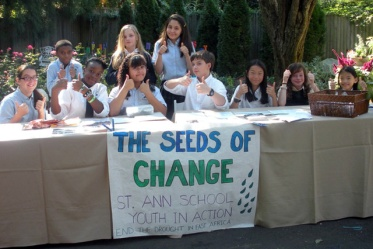 THE SEEDS OF
CHANGE
ST. ANN SCHOOL
YOUTH IN ACTION
END THE DROUGHT IN EAST AFRICA